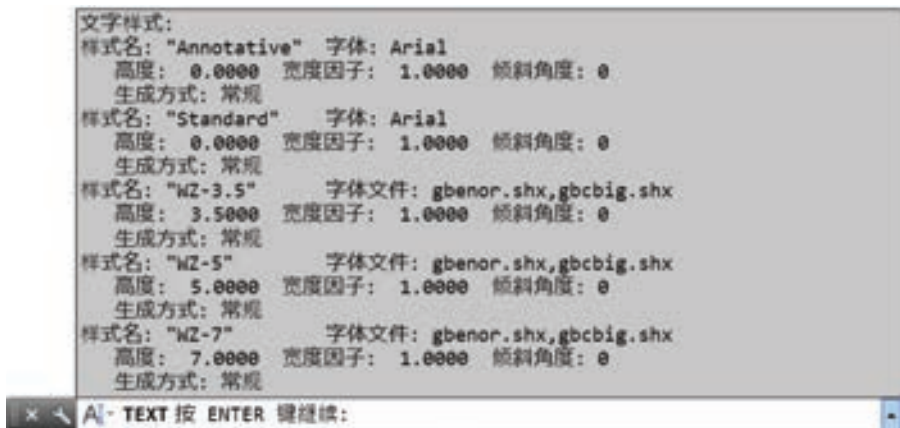 文字样式:
样式名: "Annotative" 字体: Arial
高度: 0.0000 宽度因子: 1.0000 倾斜角度: 0
生成方式: 常规
样式名: "Standard" 字体: Arial
高度: 0.0000 宽度因子: 1.0000 倾斜角度: 0
生成方式: 常规
样式名: "WZ-3.5" 字体文件: gbenor.shx,gbcbig.shx
高度: 3.5000 宽度因子: 1.0000 倾斜角度: 0
生成方式: 常规
样式名: "WZ-5" 字体文件: gbenor.shx,gbcbig.shx
高度: 5.0000 宽度因子: 1.0000 倾斜角度: 0
生成方式: 常规
样式名: "WZ-7" 字体文件: gbenor.shx,gbcbig.shx
高度: 7.0000 宽度因子: 1.0000 倾斜角度: 0
生成方式: 常规
TEXT 按 ENTER 键继续: